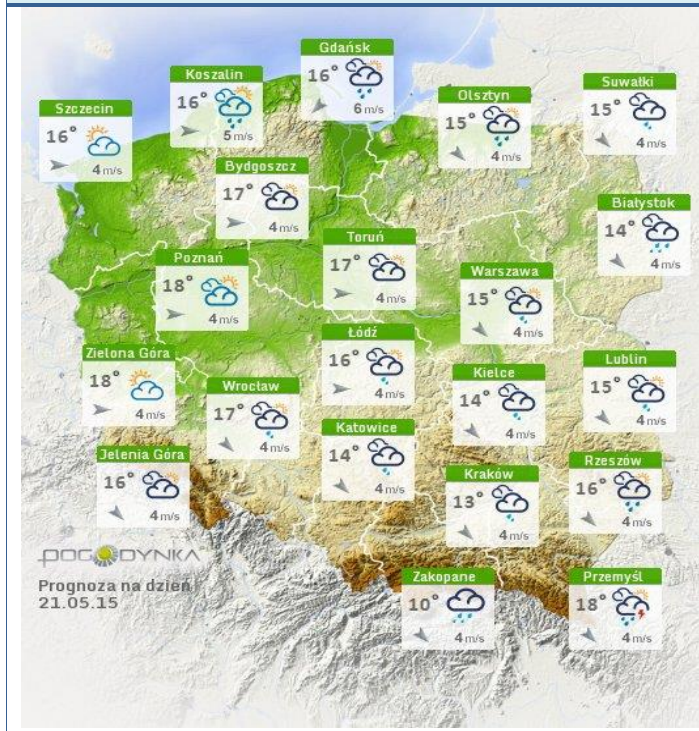 Gdańsk
16°
6 m/s
Koszalin
16°
5 m/s
Szczecin
16°
4 m/s
Olsztyn
15°
4 m/s
Suwałki
15°
4 m/s
Bydgoszcz
17°
4 m/s
Białystok
14°
4 m/s
Toruń
17°
4 m/s
Poznań
18°
4 m/s
Warszawa
15°
4 m/s
Łódź
16°
4 m/s
Zielona Góra
18°
4 m/s
Wrocław
17°
4 m/s
Kielce
14°
4 m/s
Lublin
15°
4 m/s
Katowice
14°
4 m/s
Jelenia Góra
16°
4 m/s
Kraków
13°
4 m/s
Rzeszów
16°
4 m/s
POGODYNKA
Prognoza na dzień
21.05.15
Zakopane
10°
4 m/s
Przemyśl
18°
4 m/s